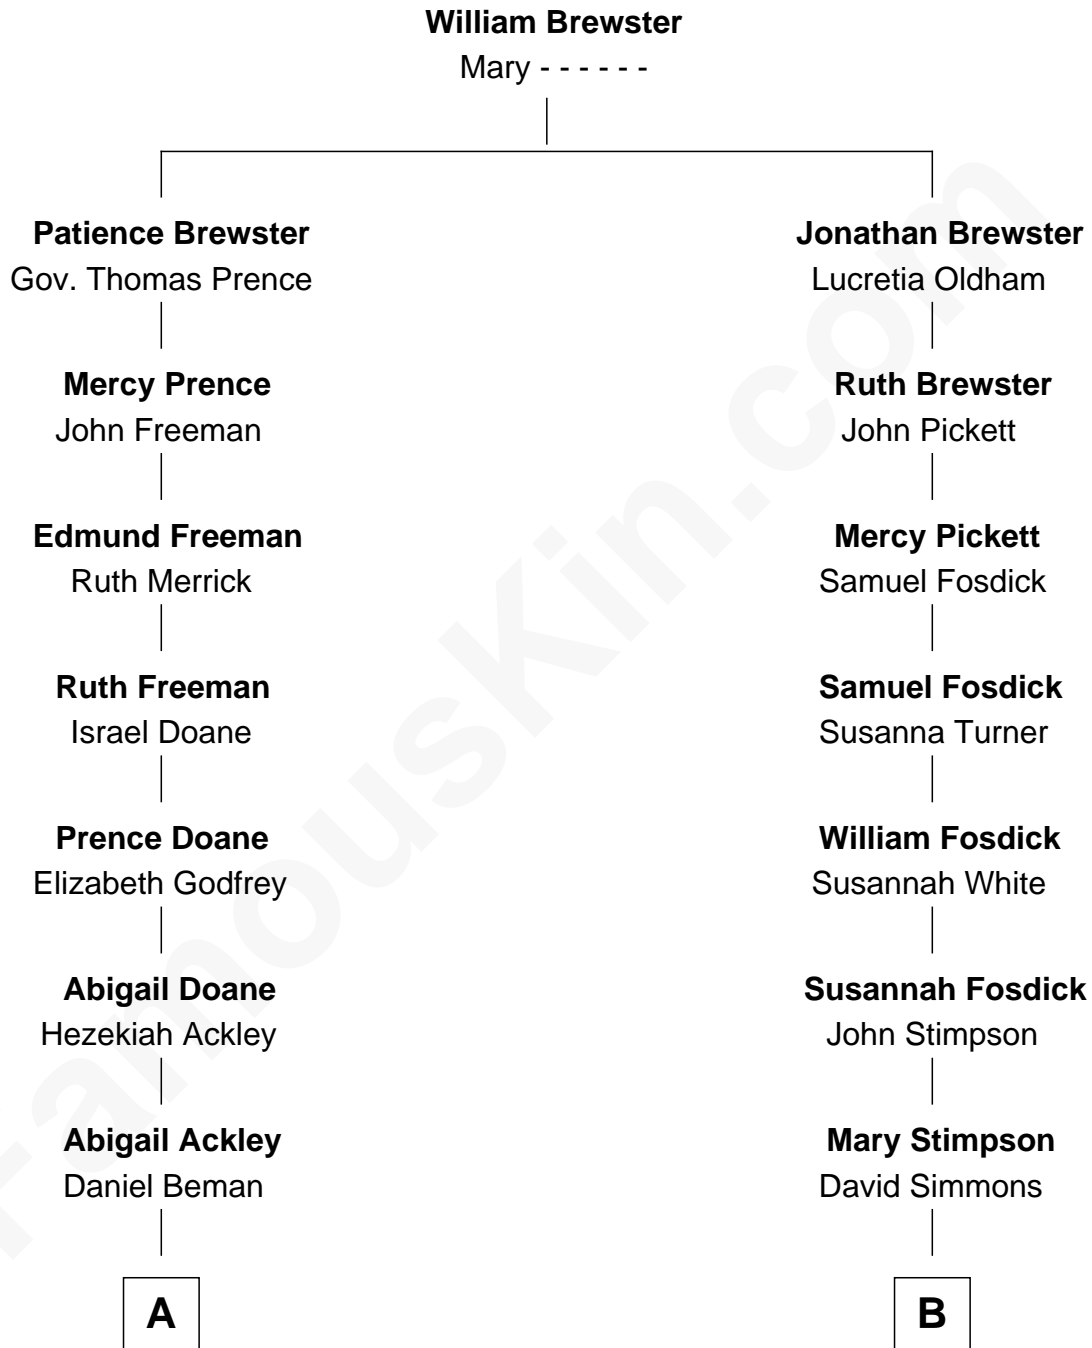 William Brewster
Mary - - - - - -
Patience Brewster
Gov. Thomas Prence
Jonathan Brewster
Lucretia Oldham
Mercy Prence
John Freeman
Ruth Brewster
John Pickett
Edmund Freeman
Ruth Merrick
Mercy Pickett
Samuel Fosdick
Ruth Freeman
Israel Doane
Samuel Fosdick
Susanna Turner
Prence Doane
Elizabeth Godfrey
William Fosdick
Susannah White
Abigail Doane
Hezekiah Ackley
Susannah Fosdick
John Stimpson
Abigail Ackley
Daniel Beman
Mary Stimpson
David Simmons
A
B
FamousKin.com